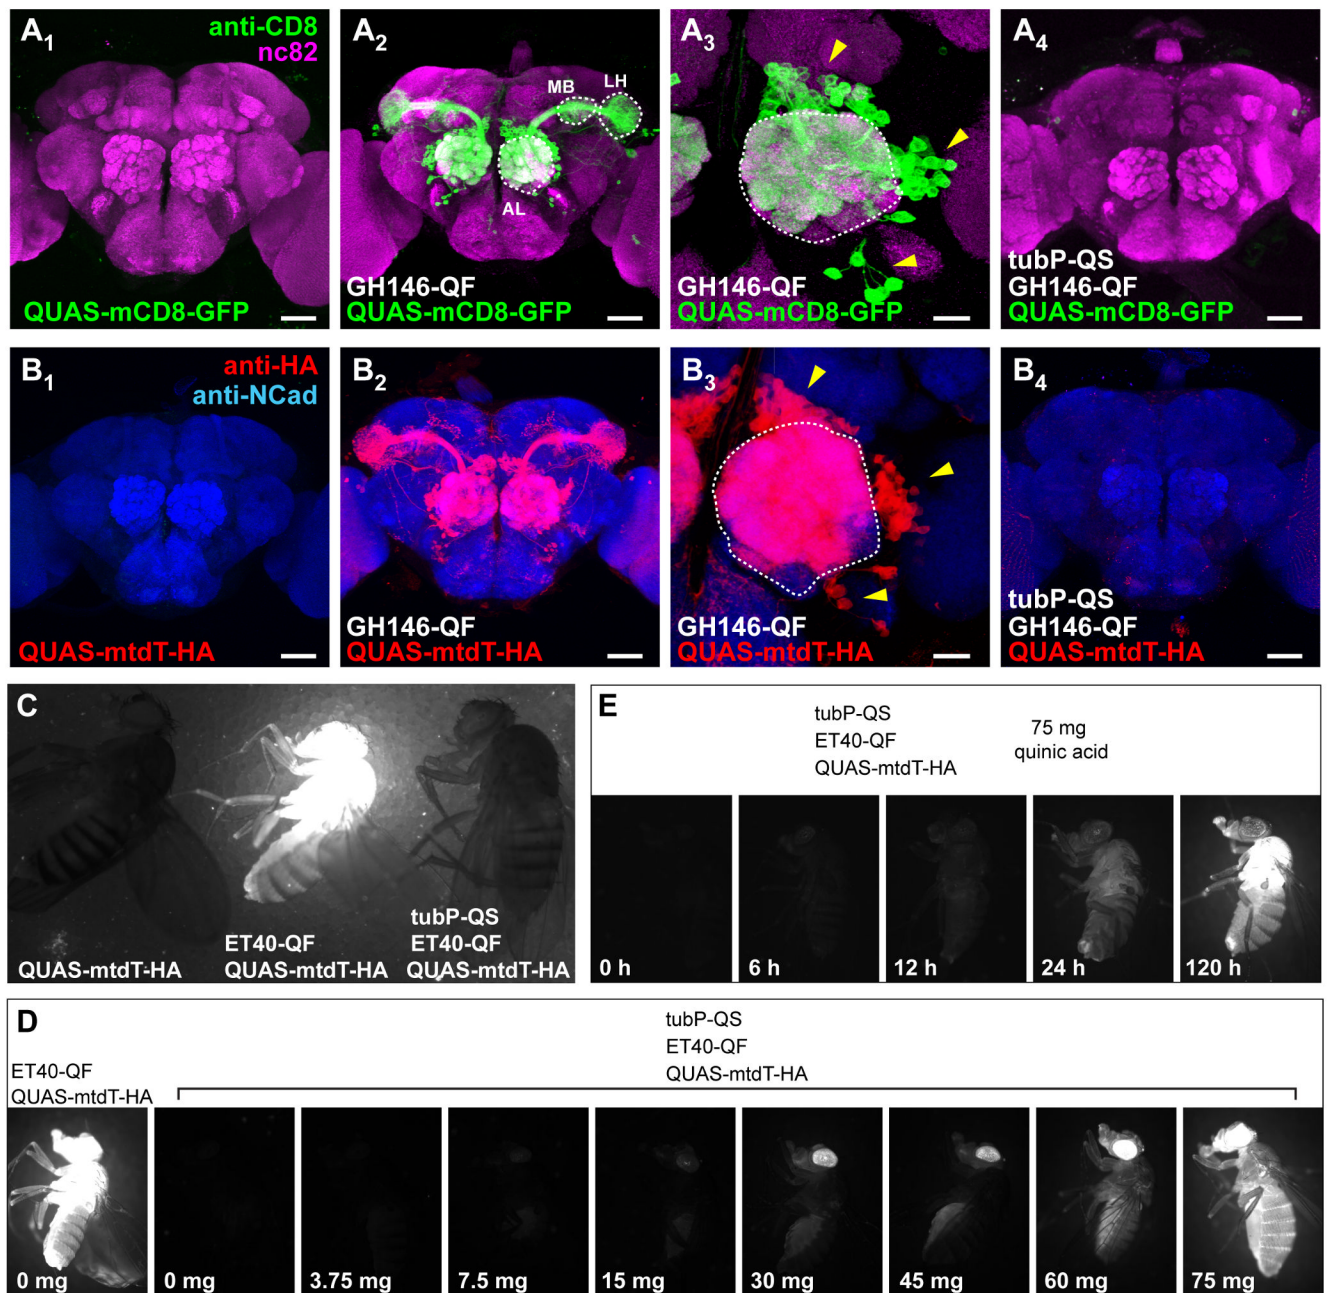 A1
anti-CD8
nc82
QUAS-mCD8-GFP
A2
MB
LH
AL
GH146-QF
QUAS-mCD8-GFP
A3
GH146-QF
QUAS-mCD8-GFP
A4
tubP-QS
GH146-QF
QUAS-mCD8-GFP
B1
anti-HA
anti-NCad
QUAS-mtdT-HA
B2
GH146-QF
QUAS-mtdT-HA
B3
GH146-QF
QUAS-mtdT-HA
B4
tubP-QS
GH146-QF
QUAS-mtdT-HA
C
QUAS-mtdT-HA
ET40-QF
QUAS-mtdT-HA
tubP-QS
ET40-QF
QUAS-mtdT-HA
E
tubP-QS
ET40-QF
QUAS-mtdT-HA
75 mg
quinic acid
0 h
6 h
12 h
24 h
120 h
D
tubP-QS
ET40-QF
QUAS-mtdT-HA
ET40-QF
QUAS-mtdT-HA
0 mg
0 mg
3.75 mg
7.5 mg
15 mg
30 mg
45 mg
60 mg
75 mg